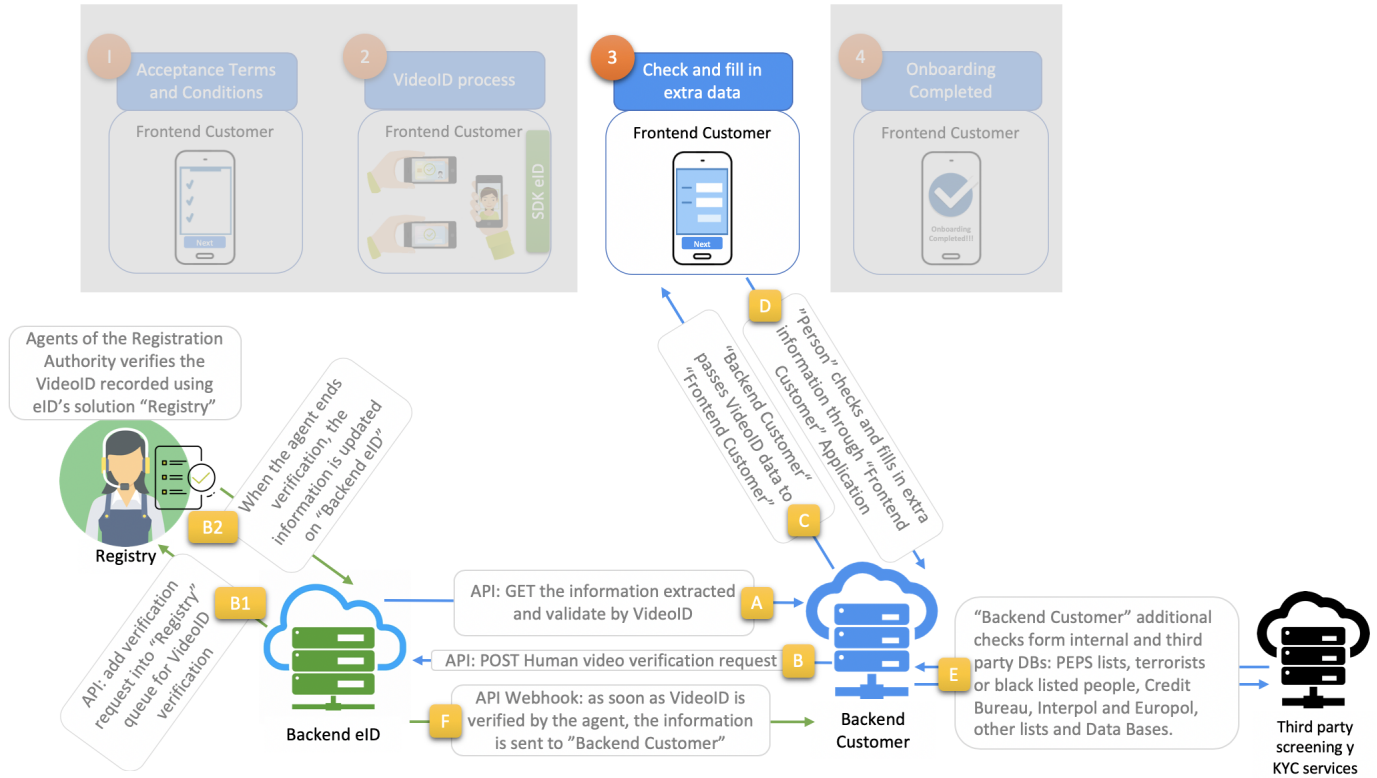 1
Acceptance Terms
and Conditions
Frontend Customer
Next
2
VideoID process
Frontend Customer
SDK eID
3
Check and fill in
extra data
Frontend Customer
Next
4
Onboarding
Completed
Frontend Customer
Onboarding
Completed!!!
Agents of the Registration
Authority verifies the
VideoID recorded using
eID’s solution “Registry”
Registry
B2
When the agent ends
verification, the
information is updated
on “Backend eID”
B1
API: add verification
request into “Registry”
queue for VideoID
verification
Backend eID
API: GET the information extracted
and validate by VideoID
A
API: POST Human video verification request
B
F
API Webhook: as soon as VideoID is
verified by the agent, the information
is sent to ”Backend Customer”
C
“Backend Customer“
passes VideoID data to
“Frontend Customer”
D
“Person” checks and fills in extra
information through “Frontend
Customer” Application
Backend
Customer
E
“Backend Customer” additional
checks form internal and third
party DBs: PEPS lists, terrorists
or black listed people, Credit
Bureau, Interpol and Europol,
other lists and Data Bases.
Third party
screening y
KYC services